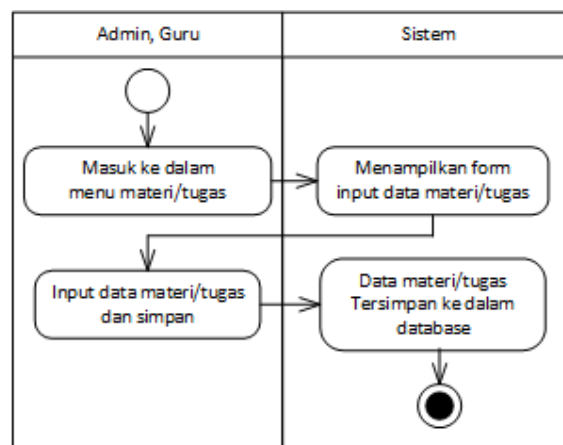 Admin, Guru
Sistem
Masuk ke dalam
menu materi/tugas
Menampilkan form
input data materi/tugas
Input data materi/tugas
dan simpan
Data materi/tugas
Tersimpan ke dalam
database